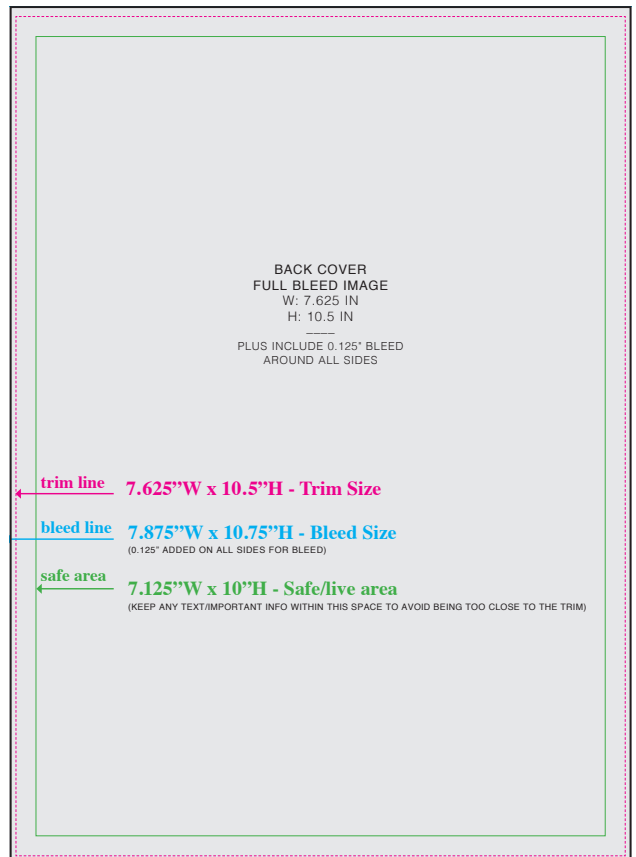 BACK COVER
FULL BLEED IMAGE
W: 7.625 IN
H: 10.5 IN
PLUS INCLUDE 0.125" BLEED
AROUND ALL SIDES
trim line 7.625”W x 10.5”H - Trim Size
bleed line 7.875”W x 10.75”H - Bleed Size
(0.125" ADDED ON ALL SIDES FOR BLEED)
safe area 7.125”W x 10”H - Safe/live area
(KEEP ANY TEXT/IMPORTANT INFO WITHIN THIS SPACE TO AVOID BEING TOO CLOSE TO THE TRIM)